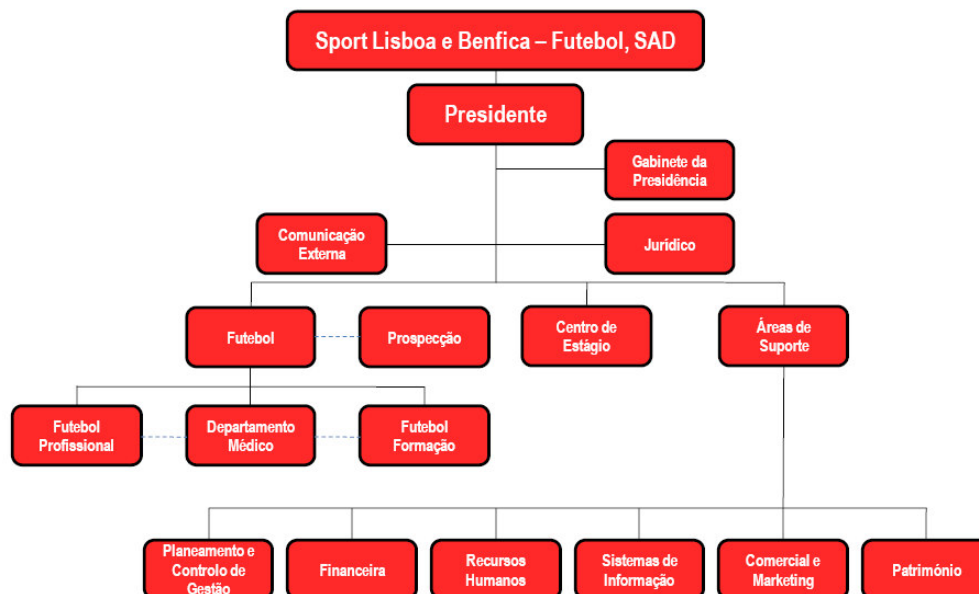 Sport Lisboa e Benfica – Futebol, SAD
Presidente
Gabinete da
Presidência
Comunicação
Externa
Jurídico
Futebol
Prospecção
Centro de
Estágio
Áreas de
Suporte
Futebol
Profissional
Departamento
Médico
Futebol
Formação
Planeamento e
Controlo de
Gestão
Financeira
Recursos
Humanos
Sistemas de
Informação
Comercial e
Marketing
Património